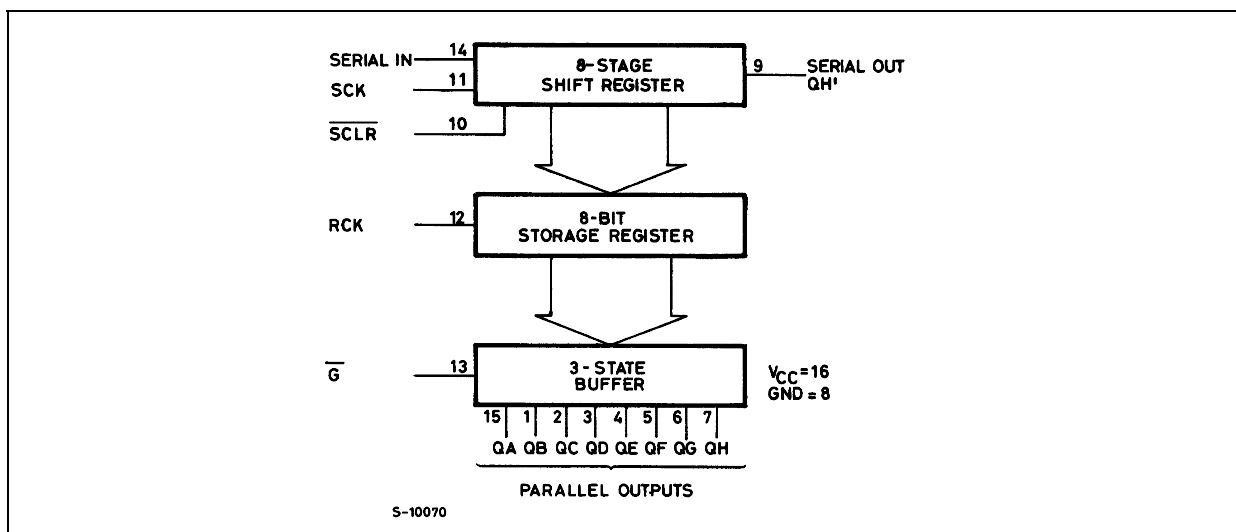 SERIAL IN 14
8-STAGE
SHIFT REGISTER
9 SERIAL OUT
QH'
SCK 11
SCLR 10
RCK 12
8-BIT
STORAGE REGISTER
G 13
3-STATE
BUFFER
VCC=16
GND=8
15 1 2 3 4 5 6 7
QA QB QC QD QE QF QG QH
PARALLEL OUTPUTS
S-10070